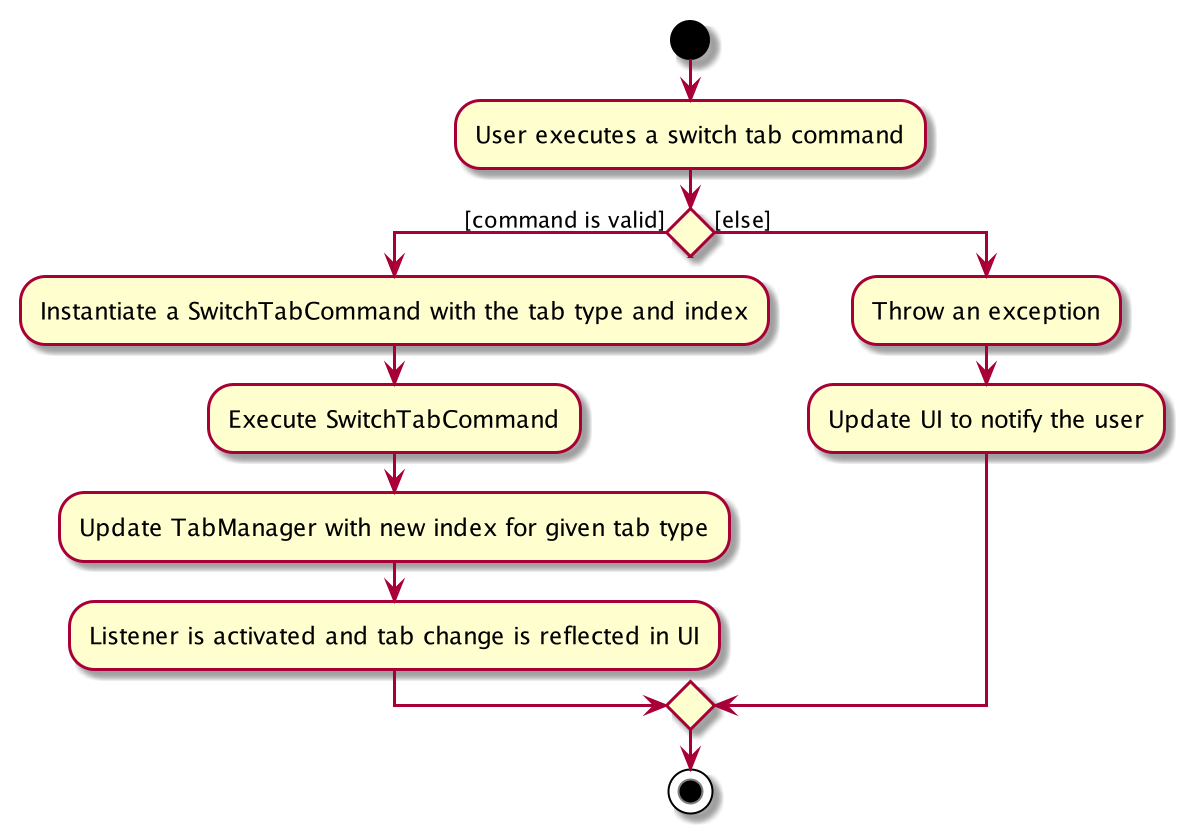 User executes a switch tab command
[command is valid]
[else]
Instantiate a SwitchTabCommand with the tab type and index
Throw an exception
Execute SwitchTabCommand
Update UI to notify the user
Update TabManager with new index for given tab type
Listener is activated and tab change is reflected in UI